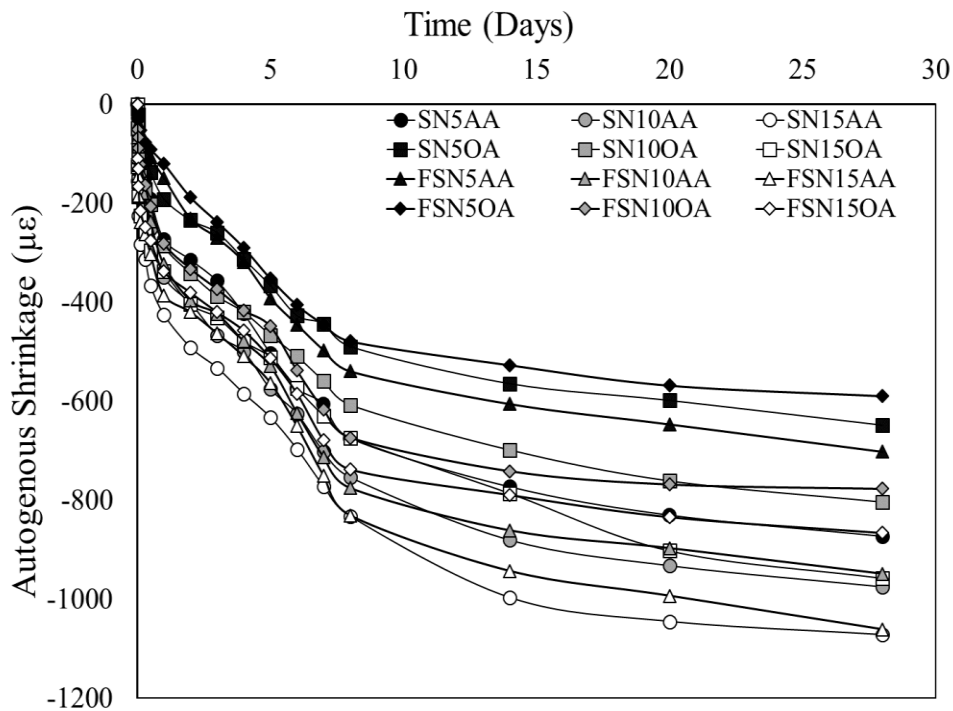 Time (Days)
0 5 10 15 20 25 30
Autogenous Shrinkage (με)
0
-200
-400
-600
-800
-1000
-1200
SN5AA SN10AA SN15AA
SN5OA SN10OA SN15OA
FSN5AA FSN10AA FSN15AA
FSN5OA FSN10OA FSN15OA